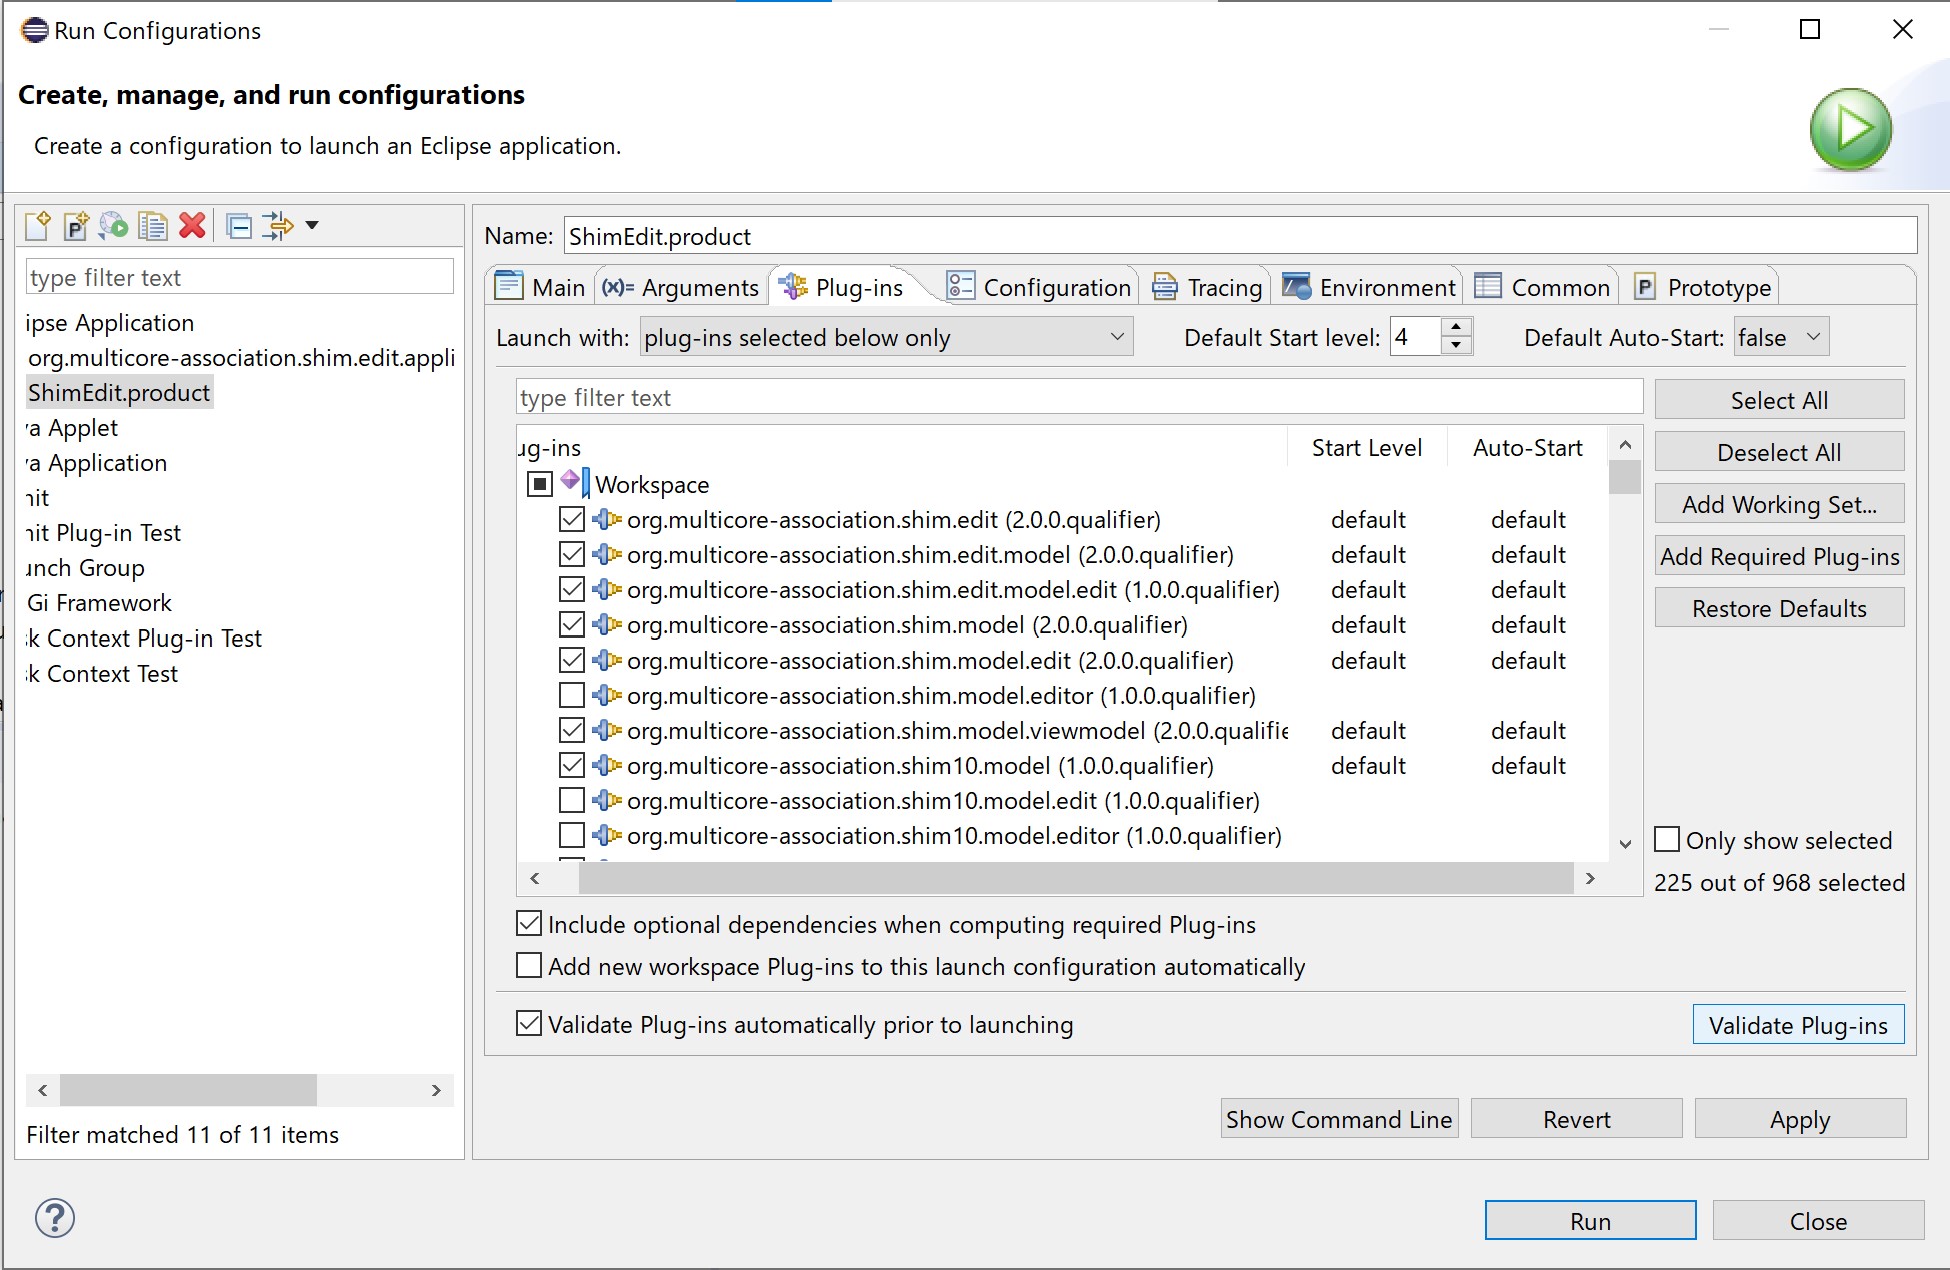 Run Configurations
Create, manage, and run configurations
Create a configuration to launch an Eclipse application.
type filter text
ipse Application
org.multicore-association.shim.edit.appli
ShimEdit.product
a Applet
a Application
nit
nit Plug-in Test
unch Group
Gi Framework
k Context Plug-in Test
k Context Test
Filter matched 11 of 11 items
Name: ShimEdit.product
Main (x)= Arguments Plug-ins Configuration Tracing Environment Common P Prototype
Launch with: plug-ins selected below only Default Start level: 4 Default Auto-Start: false
type filter text
ug-ins Start Level Auto-Start
Workspace
org.multicore-association.shim.edit (2.0.0.qualifier) default default
org.multicore-association.shim.edit.model (2.0.0.qualifier) default default
org.multicore-association.shim.edit.model.edit (1.0.0.qualifier) default default
org.multicore-association.shim.model (2.0.0.qualifier) default default
org.multicore-association.shim.model.edit (2.0.0.qualifier) default default
org.multicore-association.shim.model.editor (1.0.0.qualifier)
org.multicore-association.shim.model.viewmodel (2.0.0.qualifie default default
org.multicore-association.shim10.model (1.0.0.qualifier) default default
org.multicore-association.shim10.model.edit (1.0.0.qualifier)
org.multicore-association.shim10.model.editor (1.0.0.qualifier)
Select All
Deselect All
Add Working Set...
Add Required Plug-ins
Restore Defaults
Only show selected
225 out of 968 selected
Include optional dependencies when computing required Plug-ins
Add new workspace Plug-ins to this launch configuration automatically
Validate Plug-ins automatically prior to launching
Validate Plug-ins
Show Command Line Revert Apply
? Run Close